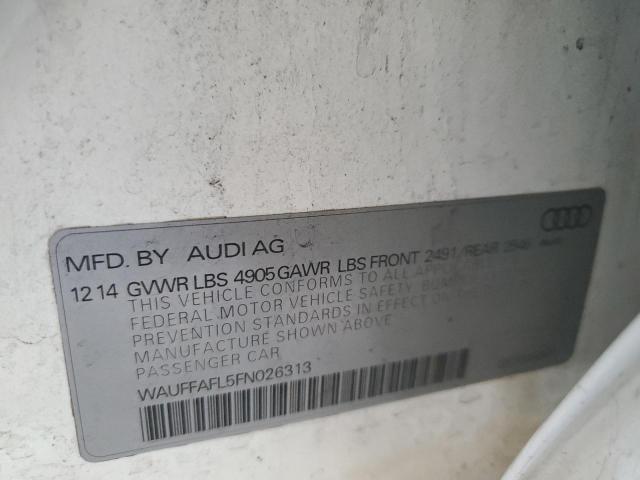 MFD. BY AUDI AG
12 14 GVWR LBS 4905 GAWR LBS FRONT 2491/REAR
THIS VEHICLE CONFORMS TO ALL
FEDERAL MOTOR VEHICLE SAFETY,
PREVENTION STANDARDS IN EFFECT ON
MANUFACTURE SHOWN ABOVE
PASSENGER CAR
WAUFFAFL5FN026313